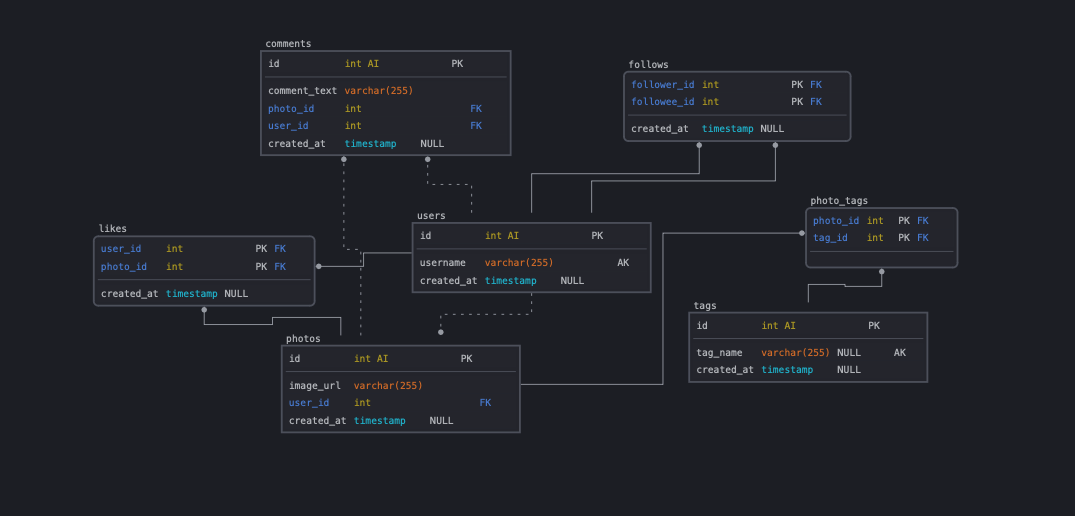 comments
id int AI PK
comment_text varchar(255)
photo_id int FK
user_id int FK
created_at timestamp NULL
follows
follower_id int PK FK
followee_id int PK FK
created_at timestamp NULL
photo_tags
photo_id int PK FK
tag_id int PK FK
users
id int AI PK
username varchar(255) AK
created_at timestamp NULL
likes
user_id int PK FK
photo_id int PK FK
created_at timestamp NULL
tags
id int AI PK
tag_name varchar(255) NULL AK
created_at timestamp NULL
photos
id int AI PK
image_url varchar(255)
user_id int FK
created_at timestamp NULL